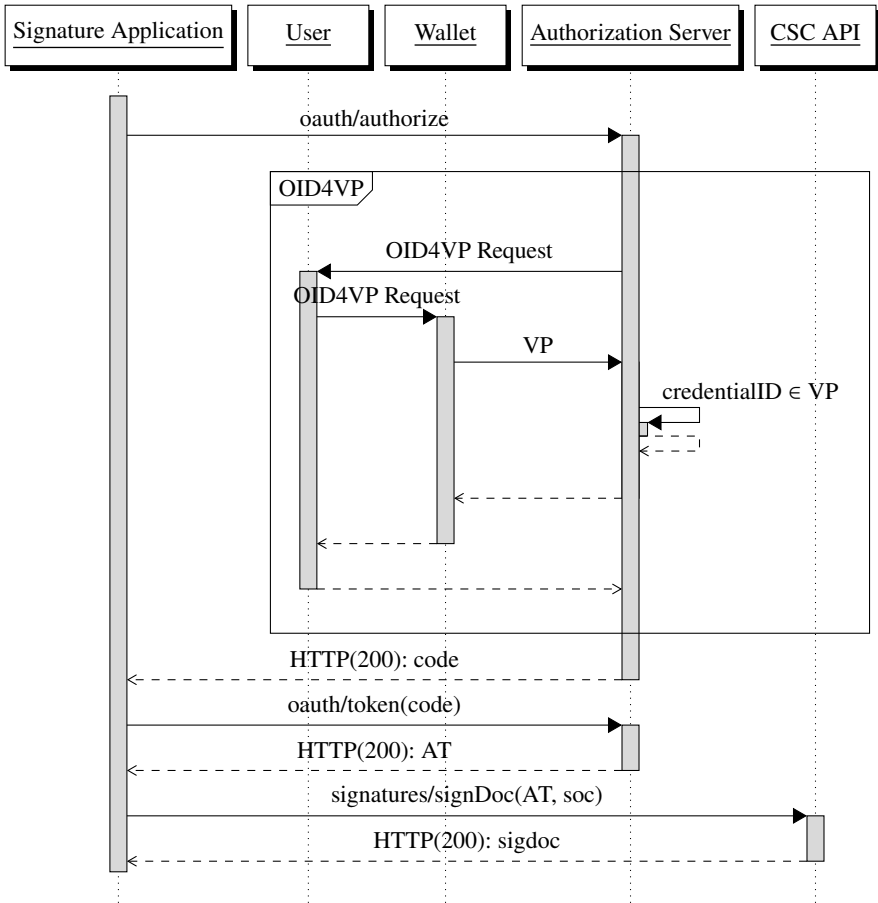 Signature Application
User
Wallet
Authorization Server
CSC API
oauth/authorize
OID4VP
OID4VP Request
OID4VP Request
VP
credentialID ∈ VP
HTTP(200): code
oauth/token(code)
HTTP(200): AT
signatures/signDoc(AT, soc)
HTTP(200): sigdoc